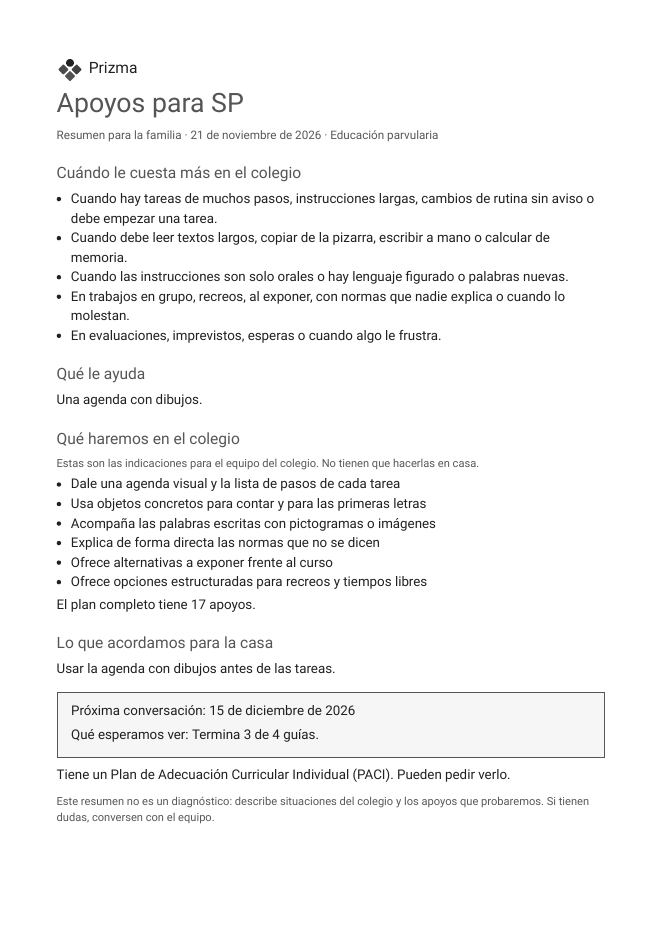 Prizma
Apoyos para SP
Resumen para la familia · 21 de noviembre de 2026 · Educación parvularia
Cuándo le cuesta más en el colegio
• Cuando hay tareas de muchos pasos, instrucciones largas, cambios de rutina sin aviso o
debe empezar una tarea.
• Cuando debe leer textos largos, copiar de la pizarra, escribir a mano o calcular de
memoria.
• Cuando las instrucciones son solo orales o hay lenguaje figurado o palabras nuevas.
• En trabajos en grupo, recreos, al exponer, con normas que nadie explica o cuando lo
molestan.
• En evaluaciones, imprevistos, esperas o cuando algo le frustra.
Qué le ayuda
Una agenda con dibujos.
Qué haremos en el colegio
Estas son las indicaciones para el equipo del colegio. No tienen que hacerlas en casa.
• Dale una agenda visual y la lista de pasos de cada tarea
• Usa objetos concretos para contar y para las primeras letras
• Acompaña las palabras escritas con pictogramas o imágenes
• Explica de forma directa las normas que no se dicen
• Ofrece alternativas a exponer frente al curso
• Ofrece opciones estructuradas para recreos y tiempos libres
El plan completo tiene 17 apoyos.
Lo que acordamos para la casa
Usar la agenda con dibujos antes de las tareas.
Próxima conversación: 15 de diciembre de 2026
Qué esperamos ver: Termina 3 de 4 guías.
Tiene un Plan de Adecuación Curricular Individual (PACI). Pueden pedir verlo.
Este resumen no es un diagnóstico: describe situaciones del colegio y los apoyos que probaremos. Si tienen
dudas, conversen con el equipo.